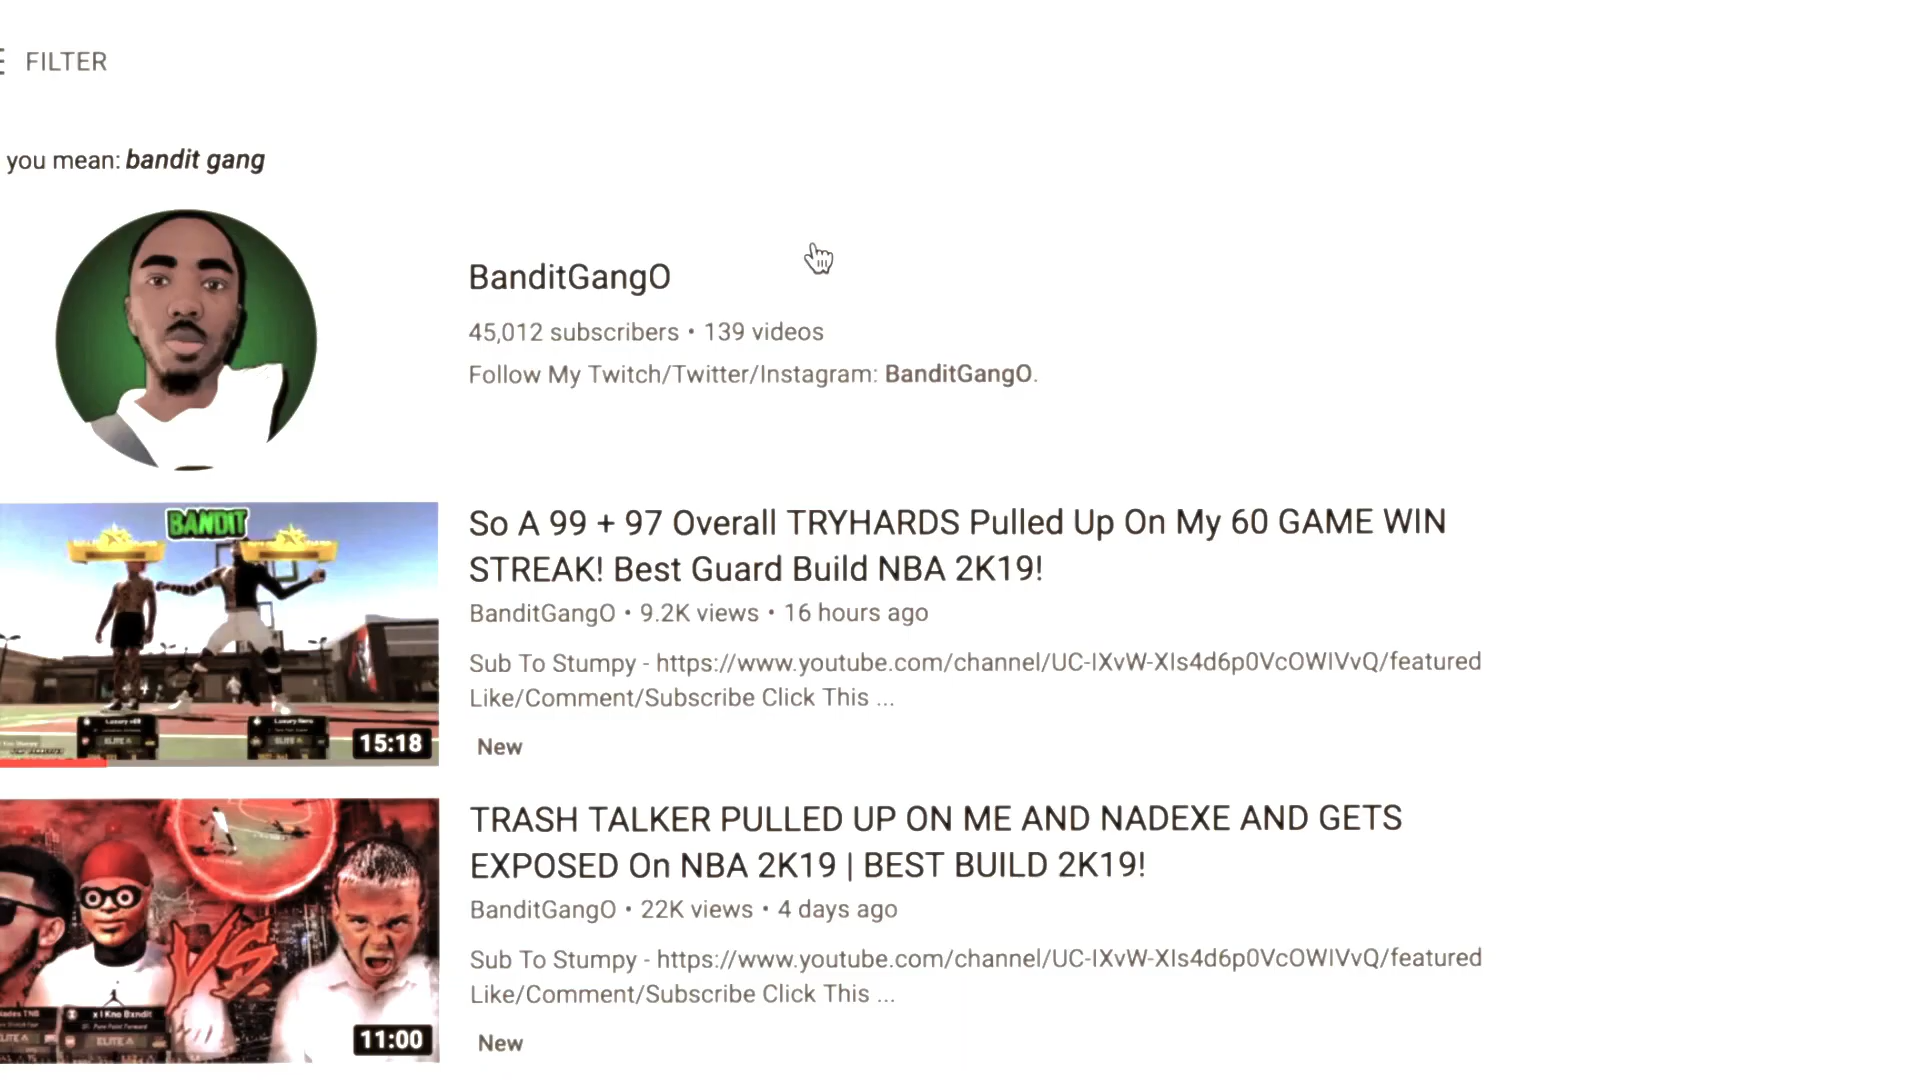 FILTER
you mean: bandit gang
BanditGangO
45,012 subscribers • 139 videos
Follow My Twitch/Twitter/Instagram: BanditGangO.
BANDIT
So A 99 + 97 Overall TRYHARDS Pulled Up On My 60 GAME WIN
STREAK! Best Guard Build NBA 2K19!
BanditGangO • 9.2K views • 16 hours ago
Sub To Stumpy - https://www.youtube.com/channel/UC-IXvW-XIs4d6p0VcOWIVvQ/featured
Like/Comment/Subscribe Click This ...
15:18
New
TRASH TALKER PULLED UP ON ME AND NADEXE AND GETS
EXPOSED On NBA 2K19 | BEST BUILD 2K19!
BanditGangO • 22K views • 4 days ago
Sub To Stumpy - https://www.youtube.com/channel/UC-IXvW-XIs4d6p0VcOWIVvQ/featured
Like/Comment/Subscribe Click This ...
VS
x I Kno Bandit
ELITE
11:00
New